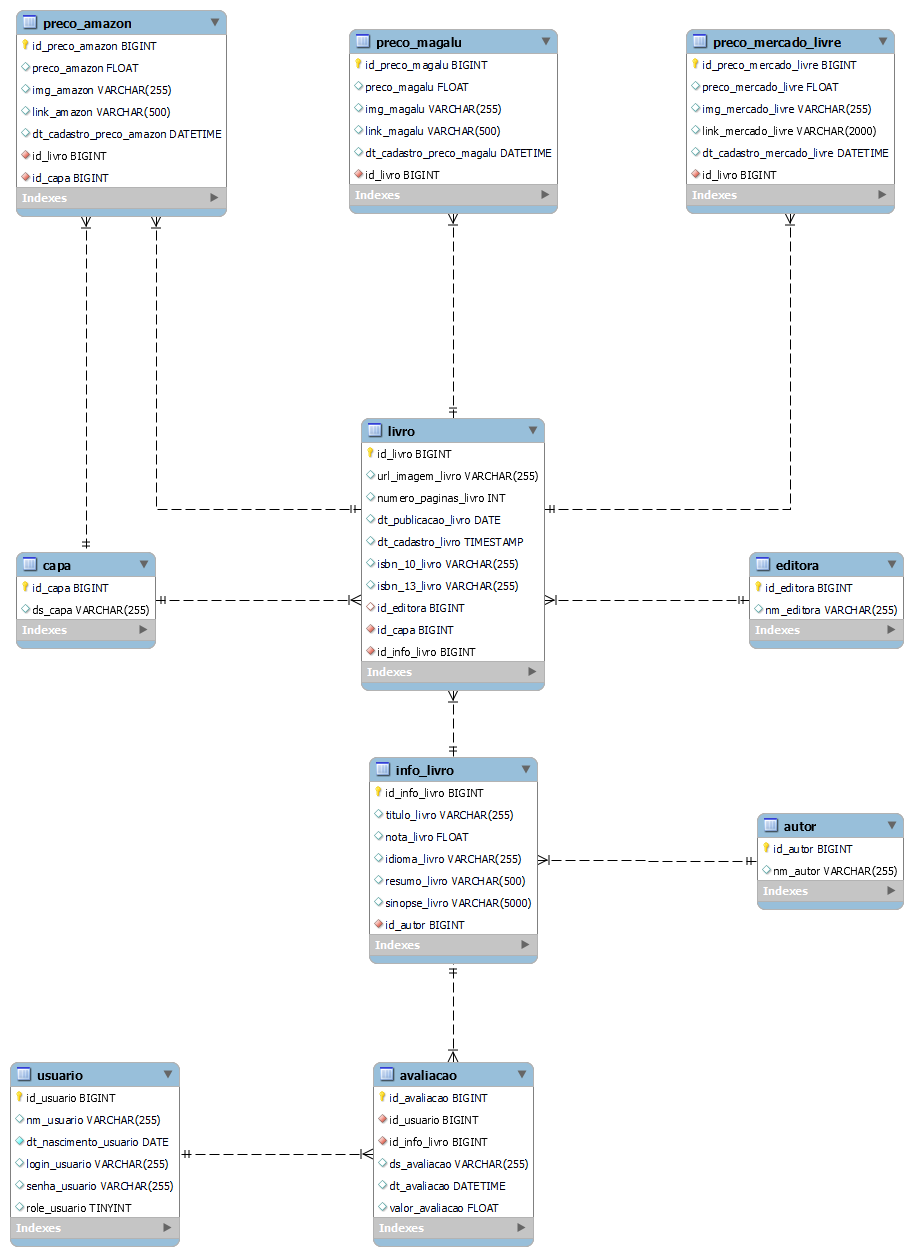 preco_amazon
id_preco_amazon BIGINT
preco_amazon FLOAT
img_amazon VARCHAR(255)
link_amazon VARCHAR(500)
dt_cadastro_preco_amazon DATETIME
id_livro BIGINT
id_capa BIGINT
Indexes
preco_magalu
id_preco_magalu BIGINT
preco_magalu FLOAT
img_magalu VARCHAR(255)
link_magalu VARCHAR(500)
dt_cadastro_preco_magalu DATETIME
id_livro BIGINT
Indexes
preco_mercado_livre
id_preco_mercado_livre BIGINT
preco_mercado_livre FLOAT
img_mercado_livre VARCHAR(255)
link_mercado_livre VARCHAR(2000)
dt_cadastro_mercado_livre DATETIME
id_livro BIGINT
Indexes
livro
id_livro BIGINT
url_imagem_livro VARCHAR(255)
numero_paginas_livro INT
dt_publicacao_livro DATE
dt_cadastro_livro TIMESTAMP
isbn_10_livro VARCHAR(255)
isbn_13_livro VARCHAR(255)
id_editora BIGINT
id_capa BIGINT
id_info_livro BIGINT
Indexes
capa
id_capa BIGINT
ds_capa VARCHAR(255)
Indexes
editora
id_editora BIGINT
nm_editora VARCHAR(255)
Indexes
info_livro
id_info_livro BIGINT
titulo_livro VARCHAR(255)
nota_livro FLOAT
idioma_livro VARCHAR(255)
resumo_livro VARCHAR(500)
sinopse_livro VARCHAR(5000)
id_autor BIGINT
Indexes
autor
id_autor BIGINT
nm_autor VARCHAR(255)
Indexes
usuario
id_usuario BIGINT
nm_usuario VARCHAR(255)
dt_nascimento_usuario DATE
login_usuario VARCHAR(255)
senha_usuario VARCHAR(255)
role_usuario TINYINT
Indexes
avaliacao
id_avaliacao BIGINT
id_usuario BIGINT
id_info_livro BIGINT
ds_avaliacao VARCHAR(255)
dt_avaliacao DATETIME
valor_avaliacao FLOAT
Indexes